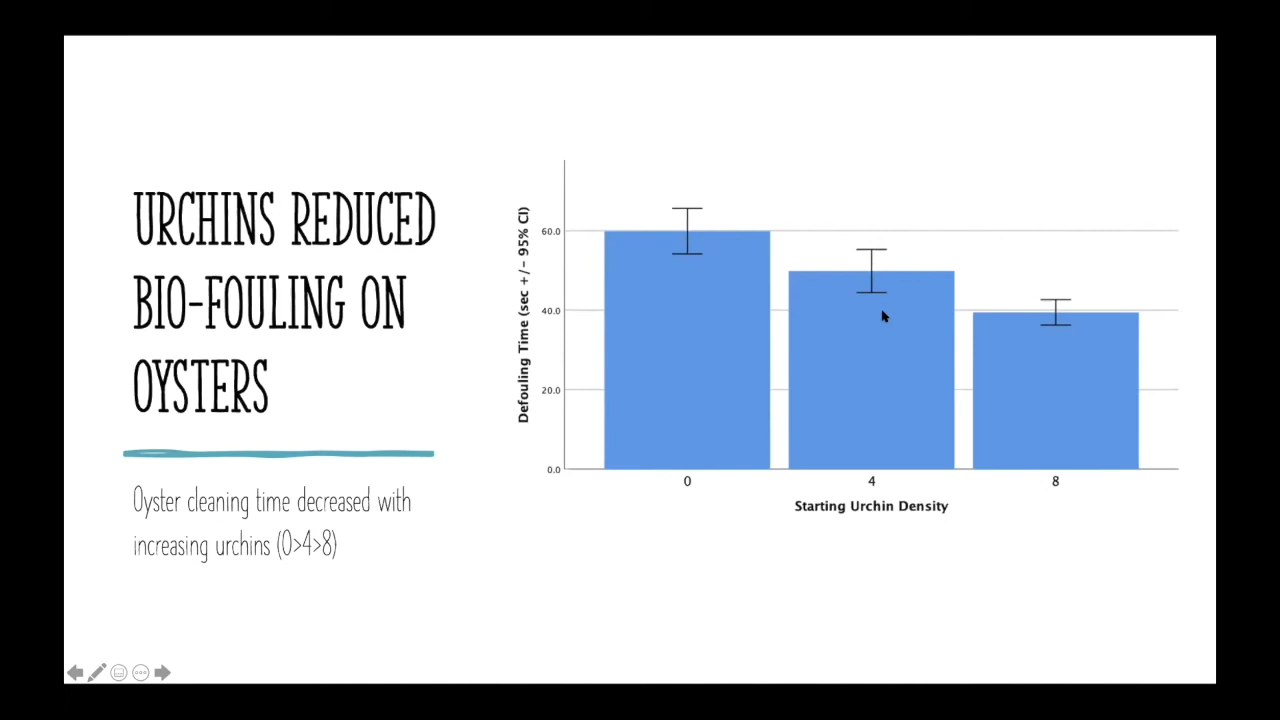 URCHINS REDUCED
BIO-FOULING ON
OYSTERS
Oyster cleaning time decreased with
increasing urchins (0>4>8)
Defouling Time (sec +/- 95% CI)
60.0
40.0
20.0
0.0
0
4
8
Starting Urchin Density